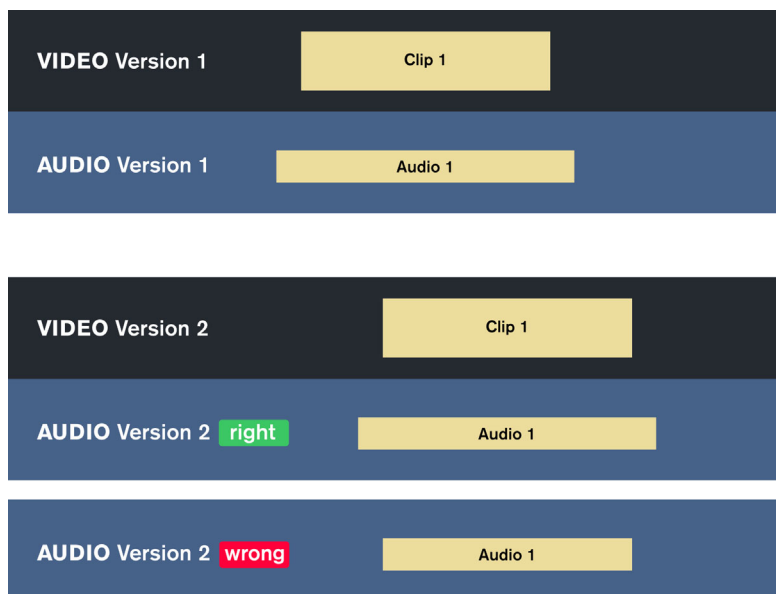 VIDEO Version 1 Clip 1
AUDIO Version 1 Audio 1
VIDEO Version 2 Clip 1
AUDIO Version 2 right Audio 1
AUDIO Version 2 wrong Audio 1